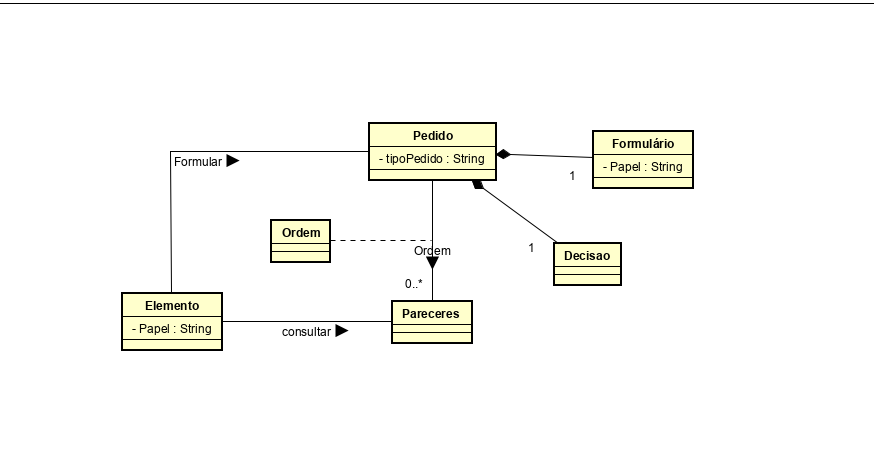 Pedido
- tipoPedido : String
Formulário
- Papel : String
1
Formular
Ordem
Ordem
1
Decisao
0..*
Elemento
- Papel : String
consultar
Pareceres